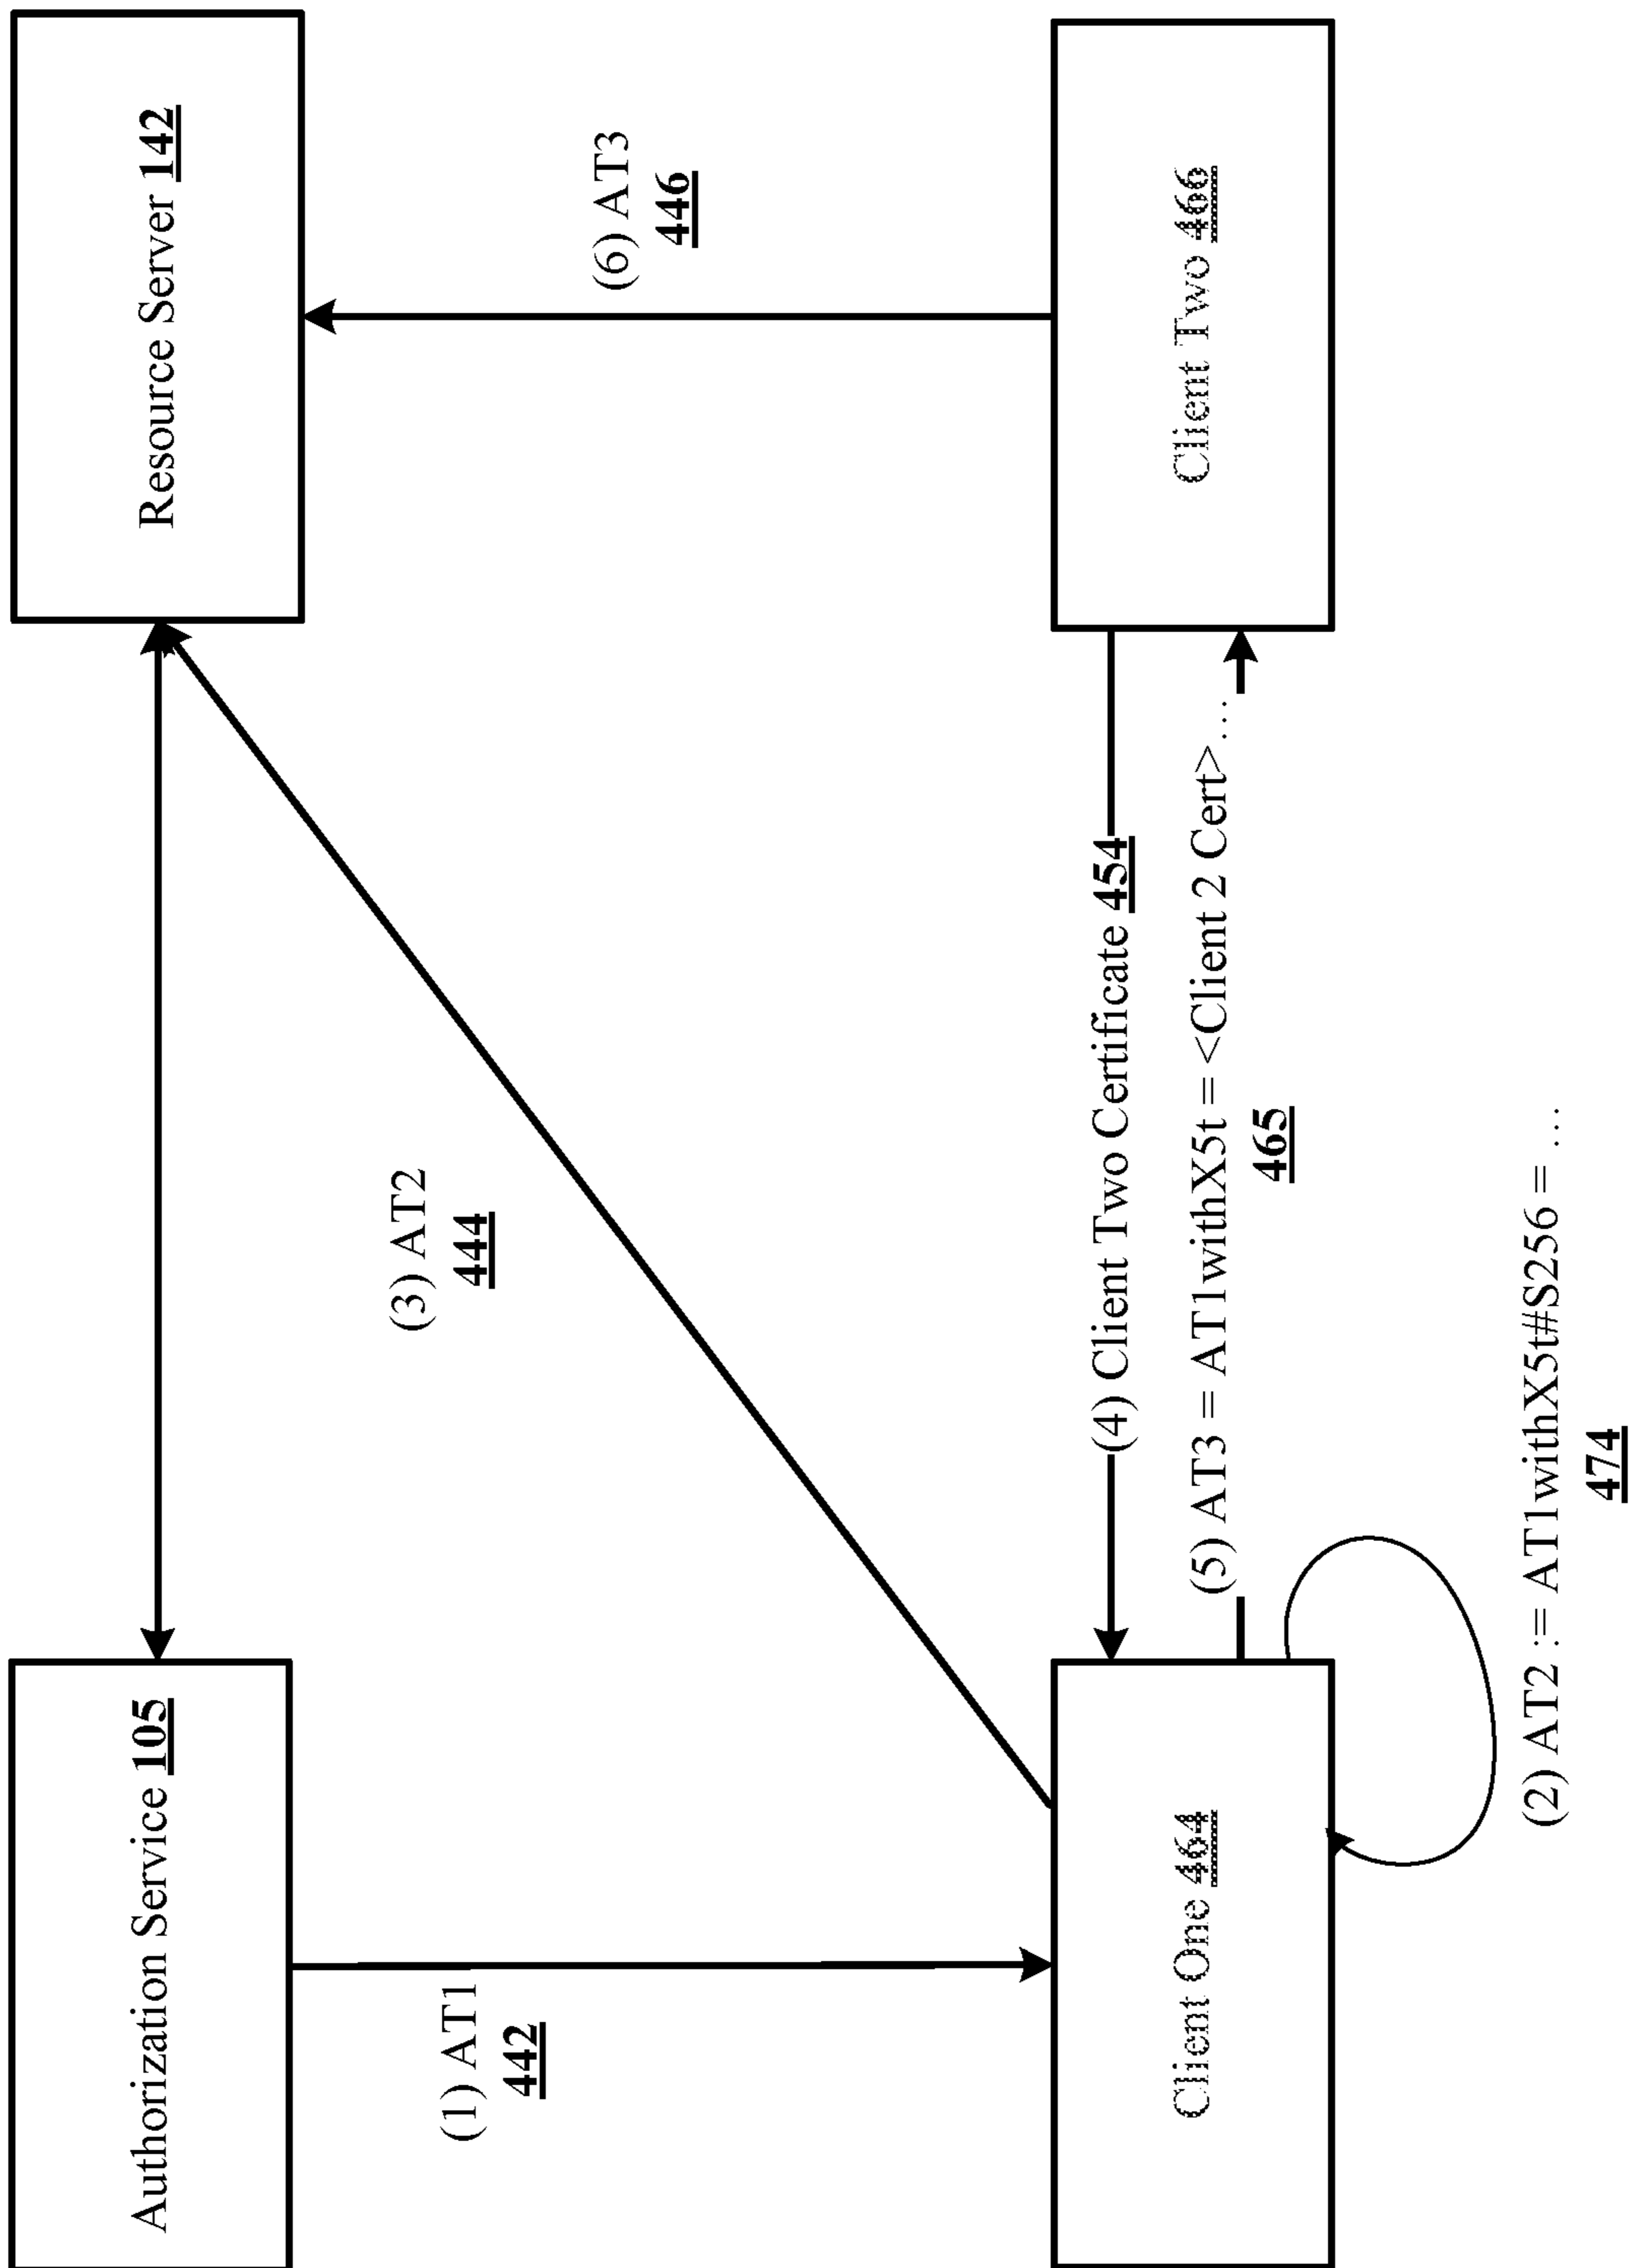 Authorization Service 105
Resource Server 142
(1) AT1
442
(3) AT2
444
(6) AT3
446
(4) Client Two Certificate 454
(5) AT3 = AT1withX5t = <Client 2 Cert>...
465
Client One 464
Client Two 466
(2) AT2 := AT1withX5t#S256 = ...
474